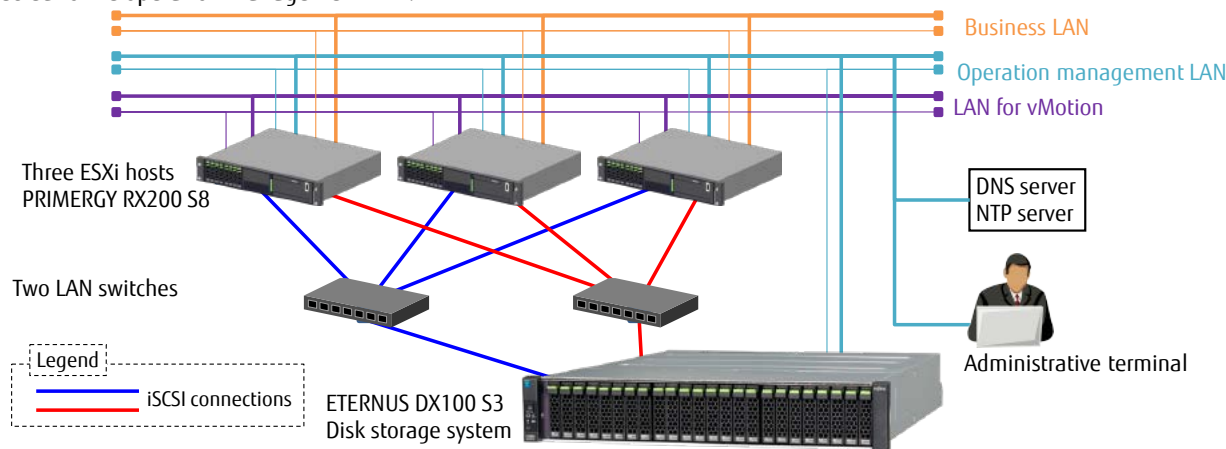 Business LAN
Operation management LAN
LAN for vMotion
Three ESXi hosts
PRIMERGY RX200 S8
DNS server
NTP server
Two LAN switches
Administrative terminal
Legend
iSCSI connections
ETERNUS DX100 S3
Disk storage system